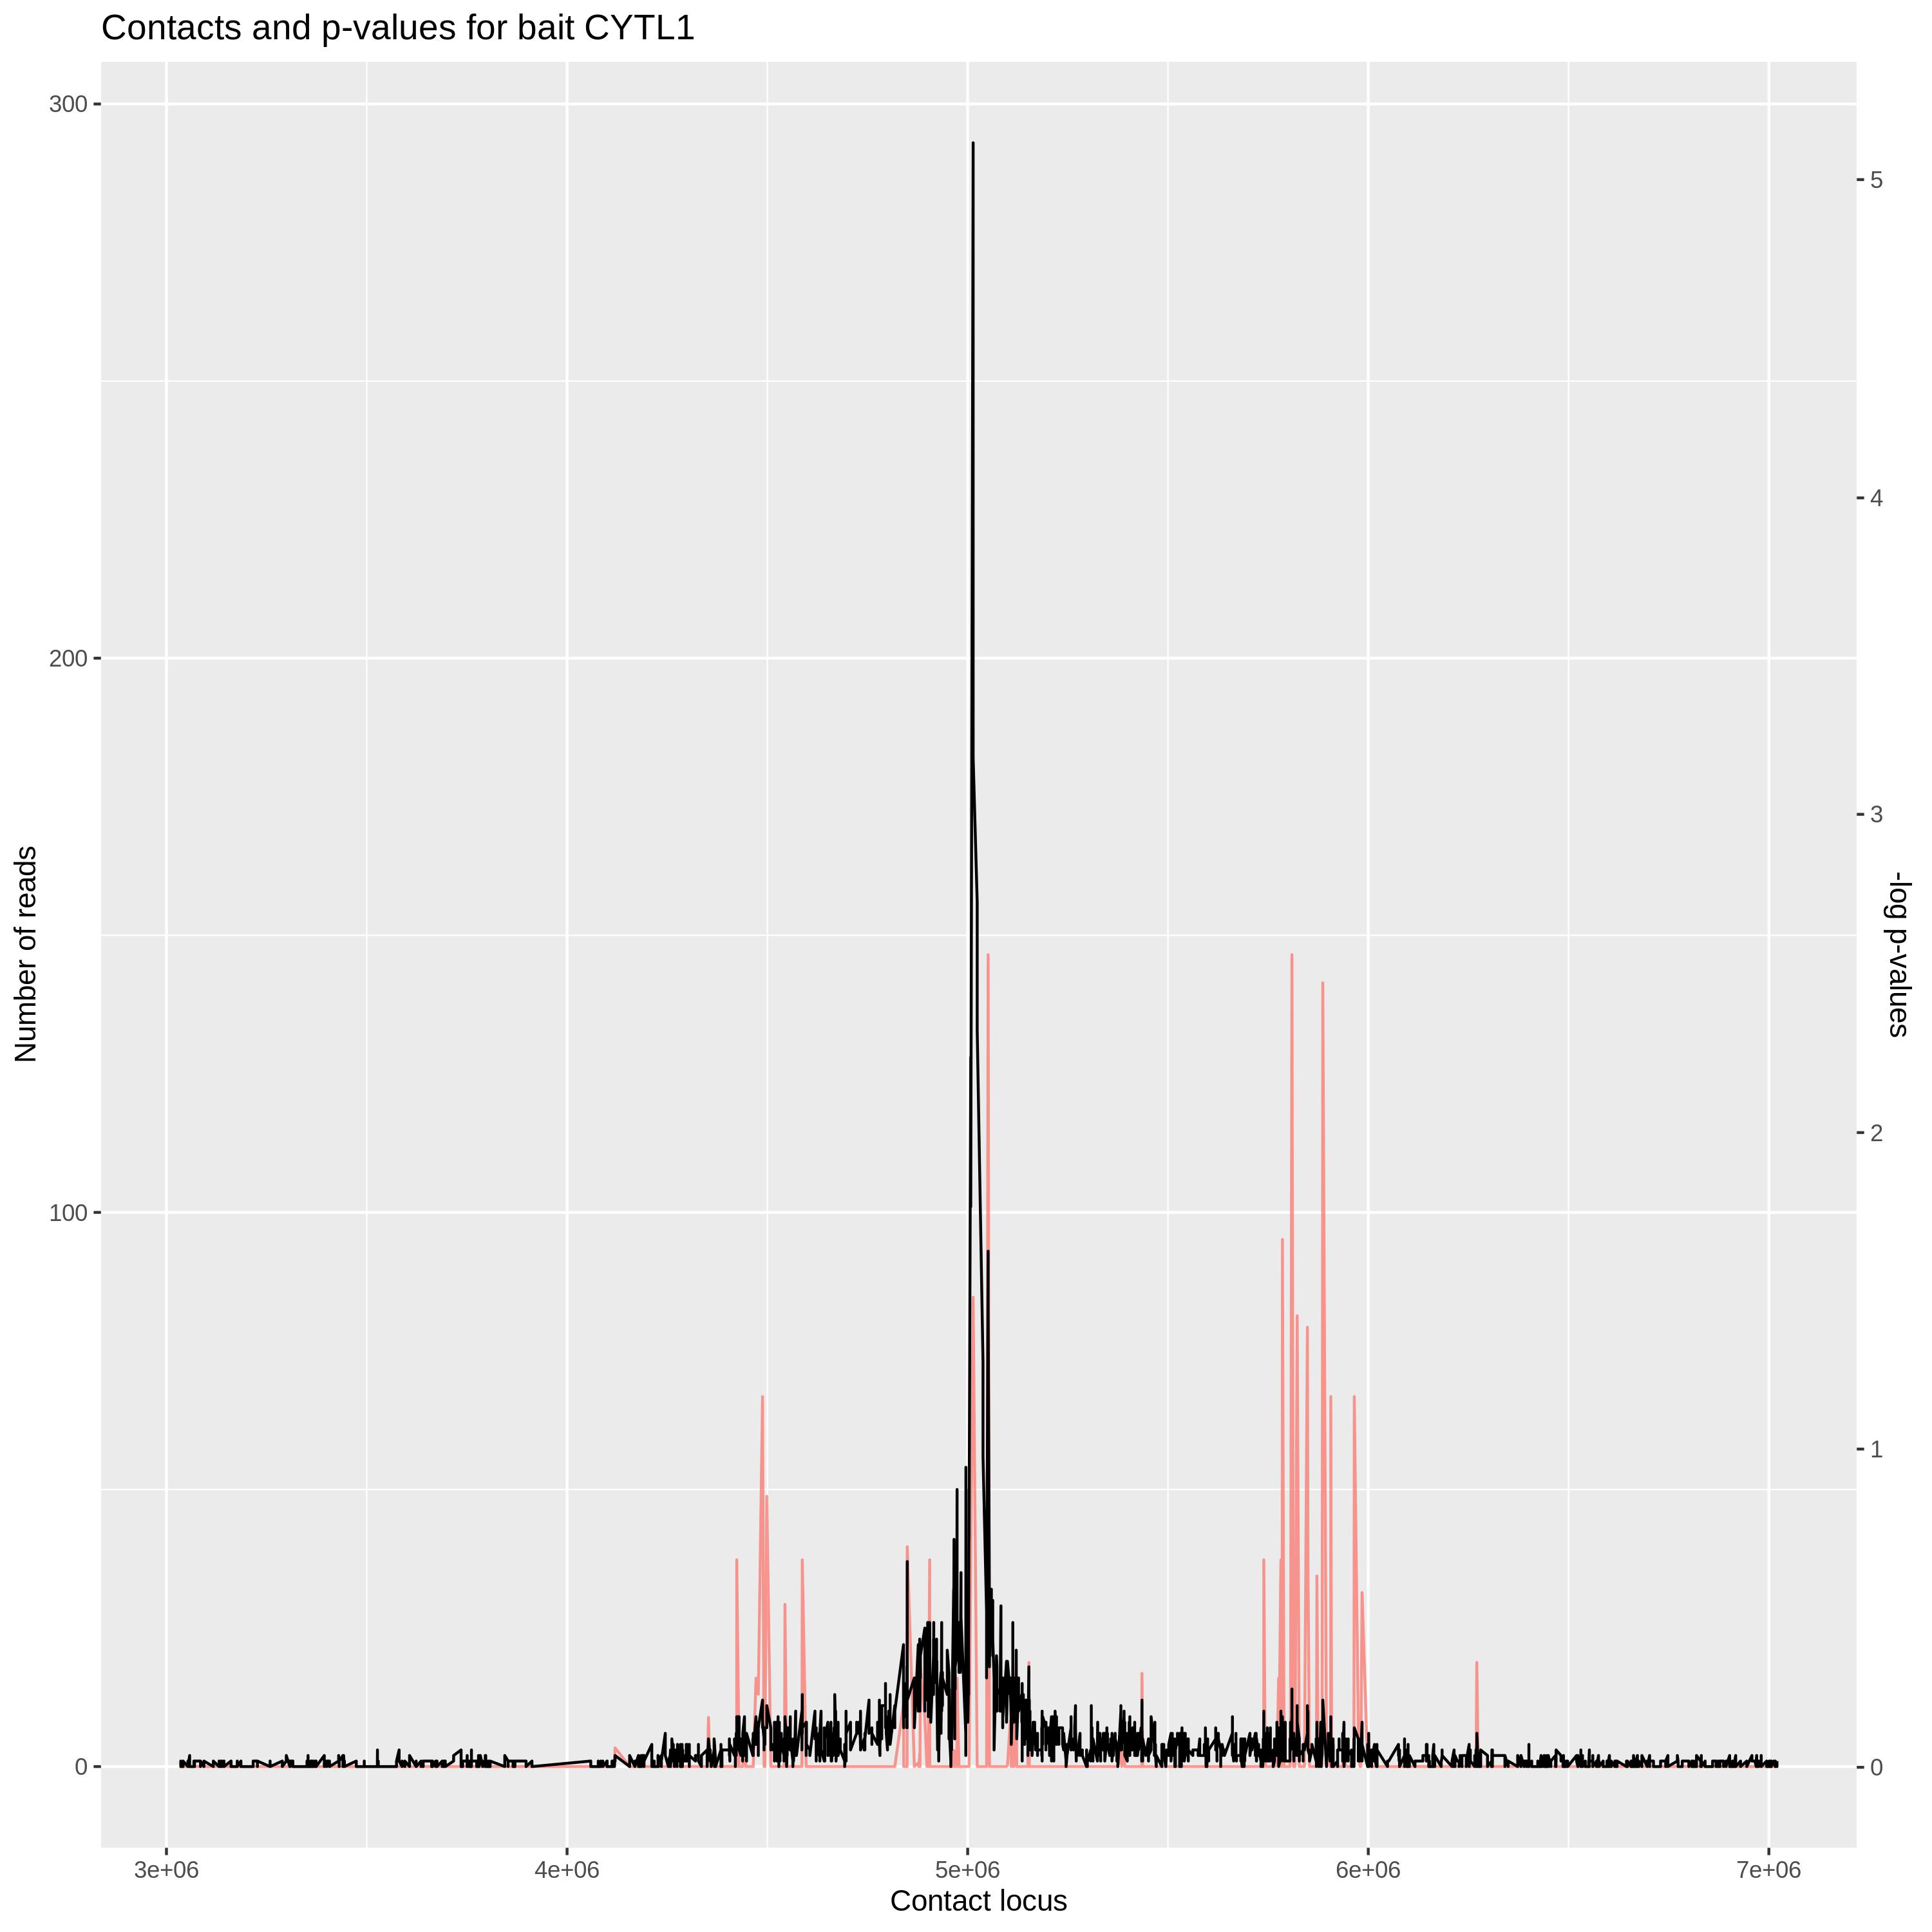 Contacts and p-values for bait CYTL1
300
200
100
0
Number of reads
5
4
3
2
1
0
-log p-values
3e+06
4e+06
5e+06
6e+06
7e+06
Contact locus